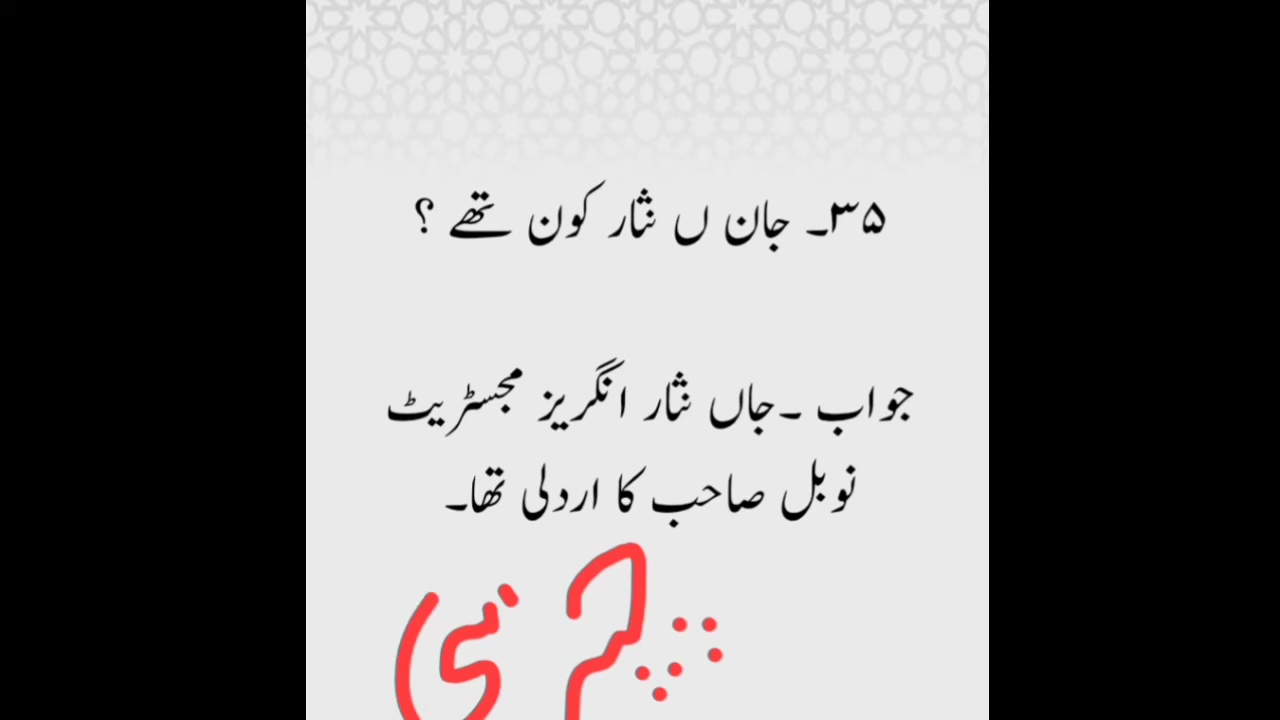 ۳۵۔ جان ں نثار کون تھے ؟
جواب ۔جاں نثار انگریز مجسٹریٹ
نوبل صاحب کا اردلی تھا۔